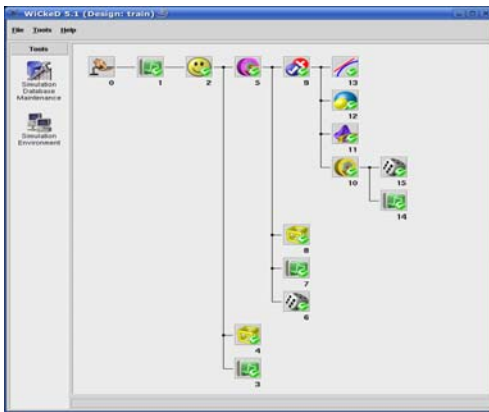 WiCkeD 5.1 (Design: train)
File Tools Help
Tools
Simulation
Database
Maintenance
Simulation
Environment
0 1 2 5 9 13
12
11
10 15
14
8
7
6
4
3